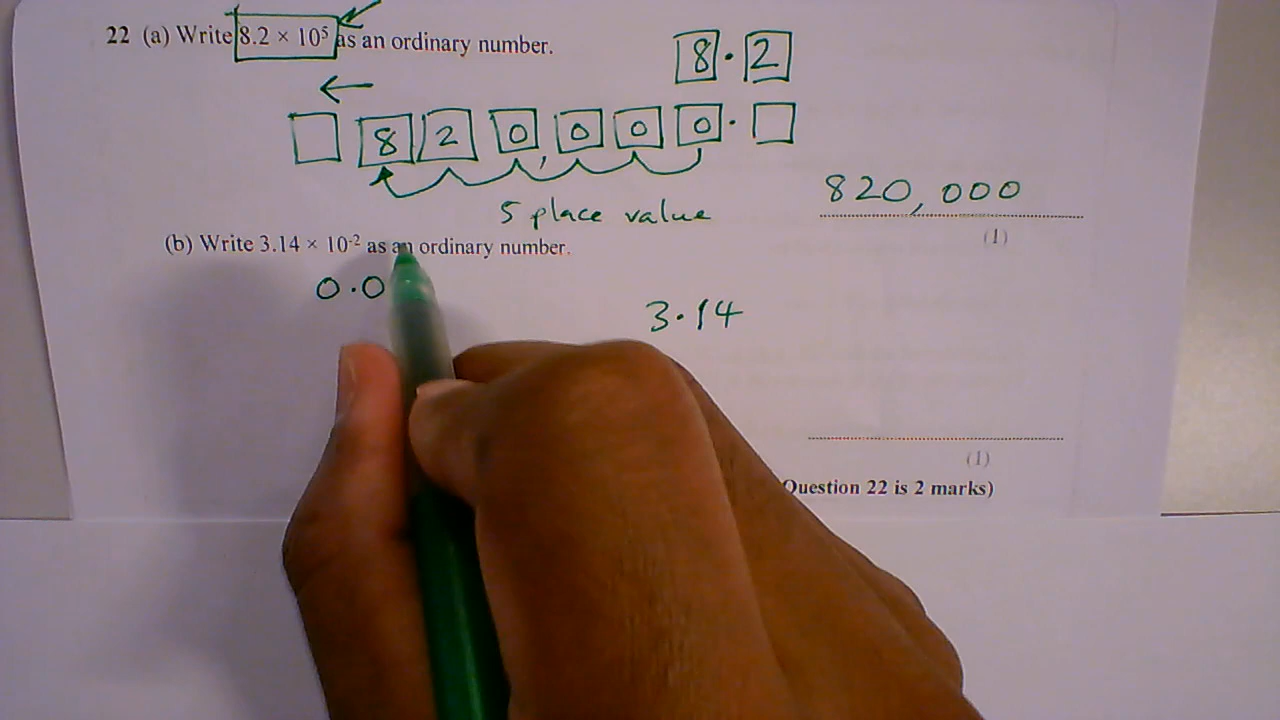 22 (a) Write 8.2 × 10⁵ as an ordinary number.
8 . 2
8 2 0 , 0 0 0 .
820,000
5 place value
(1)
(b) Write 3.14 × 10⁻² as an ordinary number.
0.0
3.14
(1)
Question 22 is 2 marks)